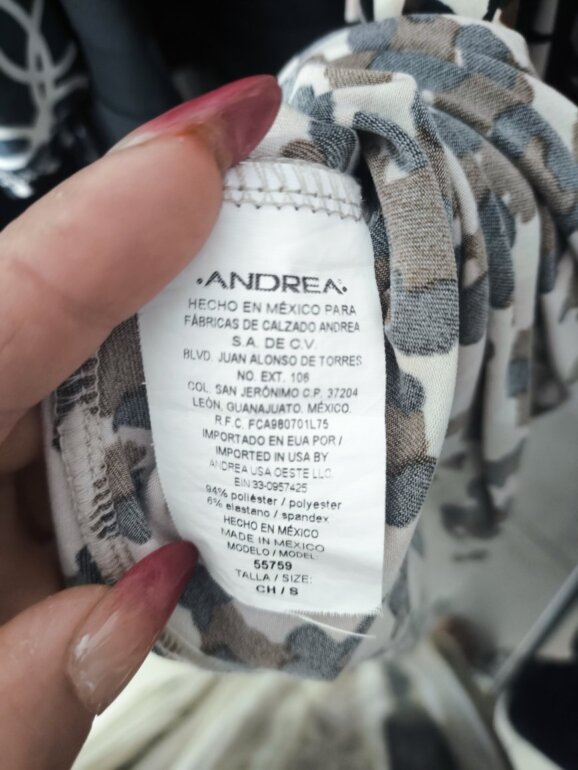 ·ANDREA·
HECHO EN MÉXICO PARA
FÁBRICAS DE CALZADO ANDREA
S.A. DE C.V.
BLVD. JUAN ALONSO DE TORRES
NO. EXT. 106
COL. SAN JERÓNIMO C.P. 37204
LEÓN, GUANAJUATO, MÉXICO.
R.F.C. FCA980701L75
IMPORTADO EN EUA POR /
IMPORTED IN USA BY
ANDREA USA OESTE LLC
EIN 33-0957425
94% poliéster / polyester
6% elastano / spandex
HECHO EN MÉXICO
MADE IN MEXICO
MODELO / MODEL:
55759
TALLA / SIZE:
CH / S